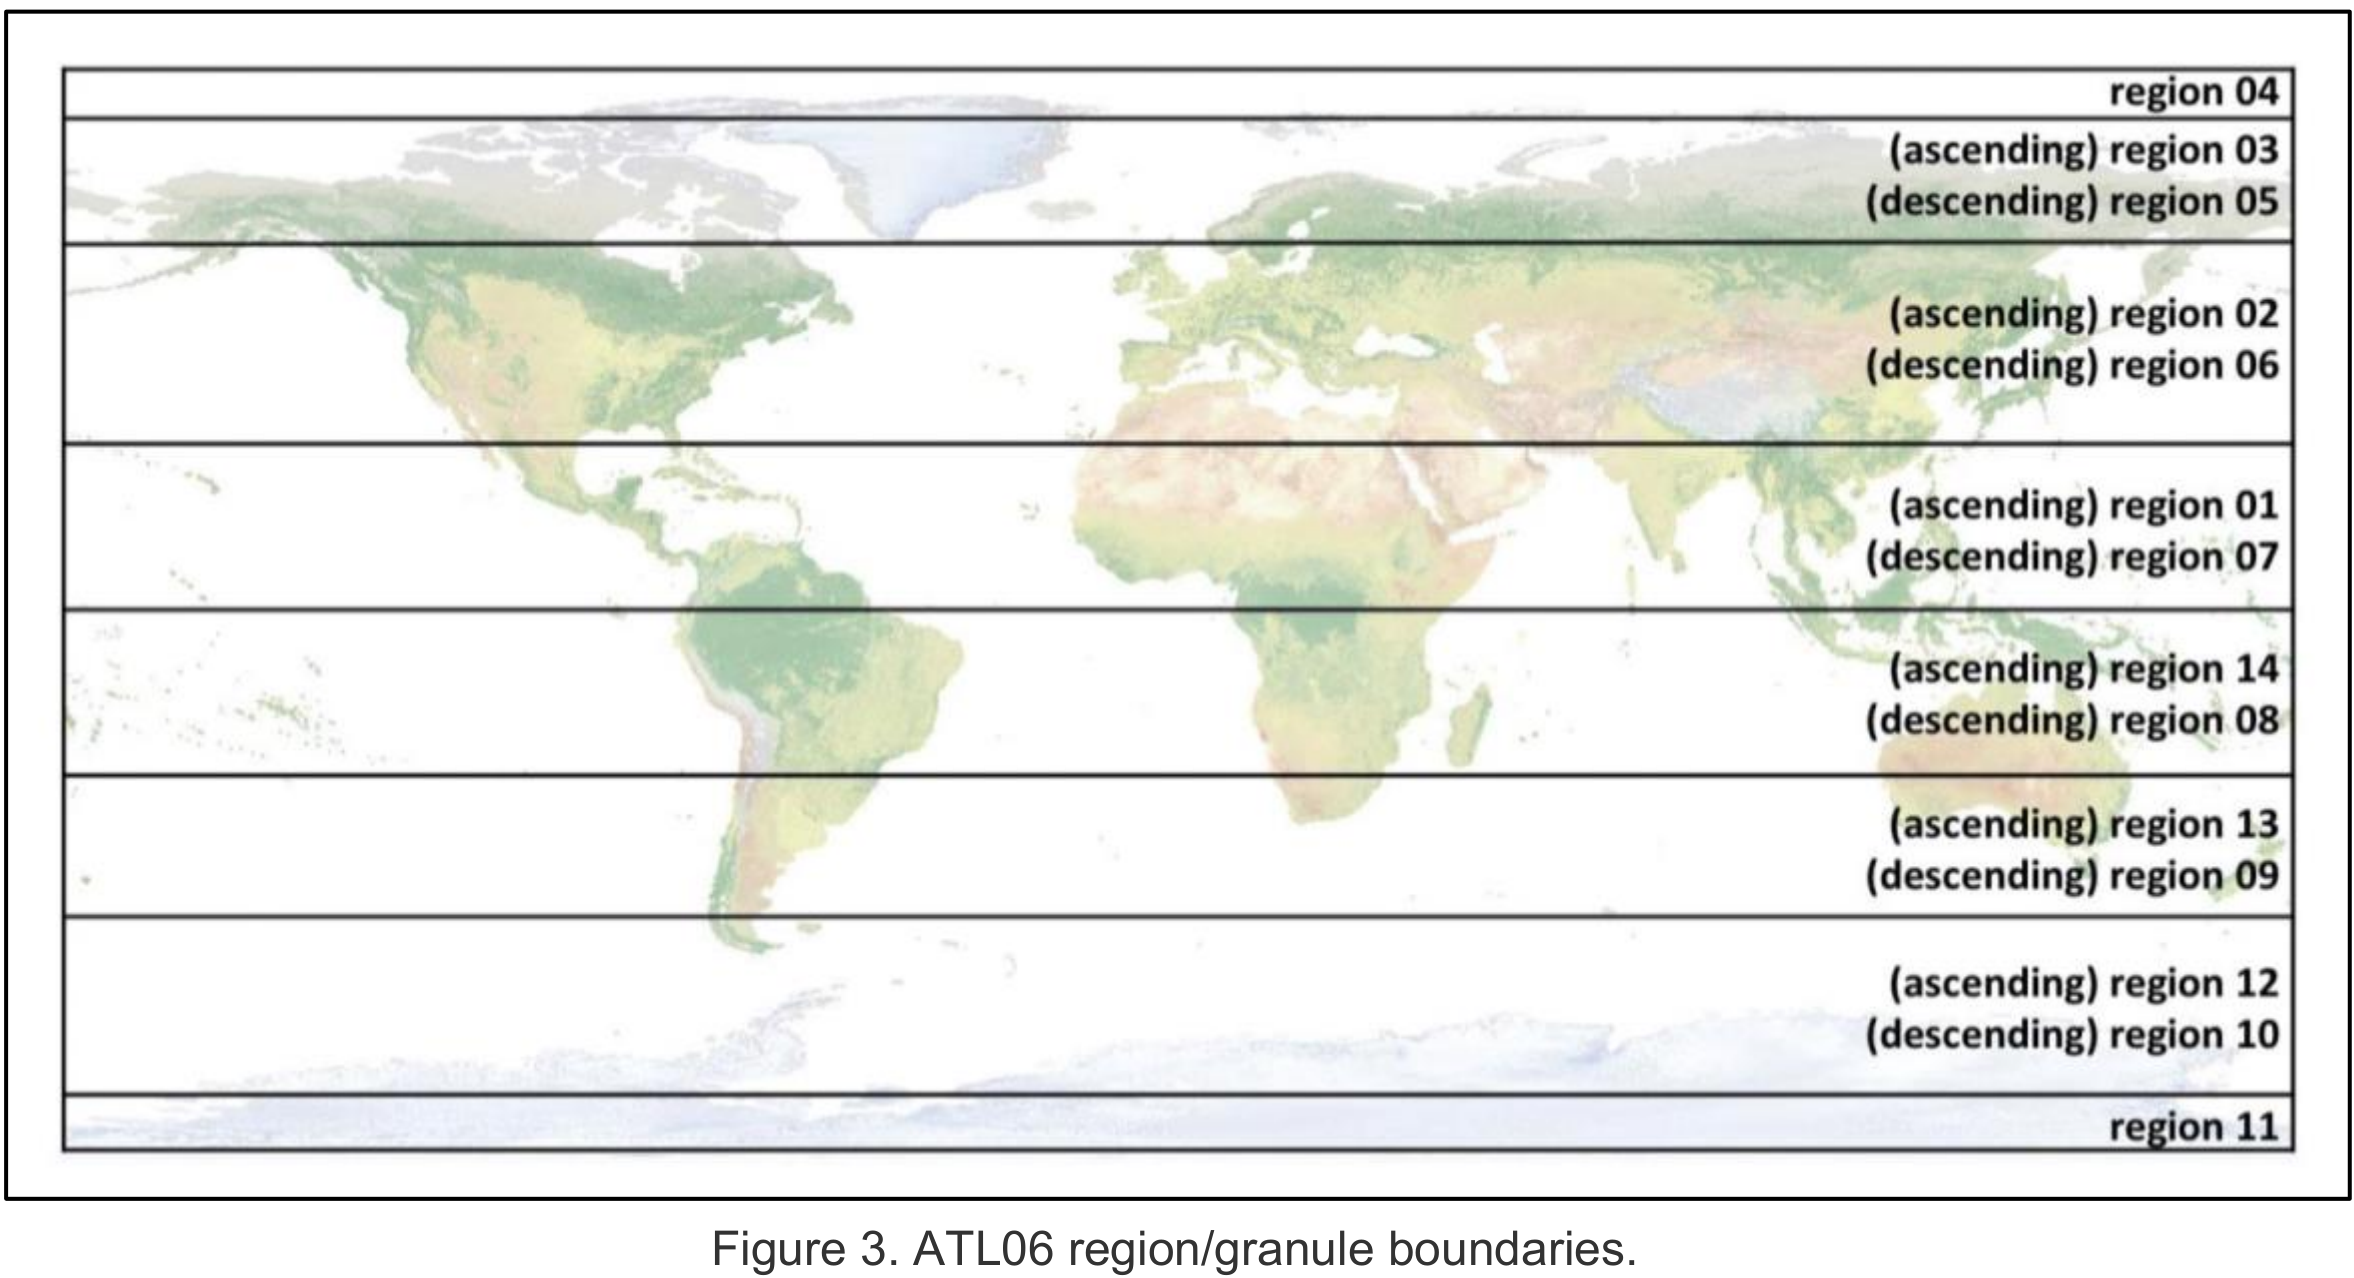 region 04
(ascending) region 03
(descending) region 05
(ascending) region 02
(descending) region 06
(ascending) region 01
(descending) region 07
(ascending) region 14
(descending) region 08
(ascending) region 13
(descending) region 09
(ascending) region 12
(descending) region 10
region 11
Figure 3. ATL06 region/granule boundaries.